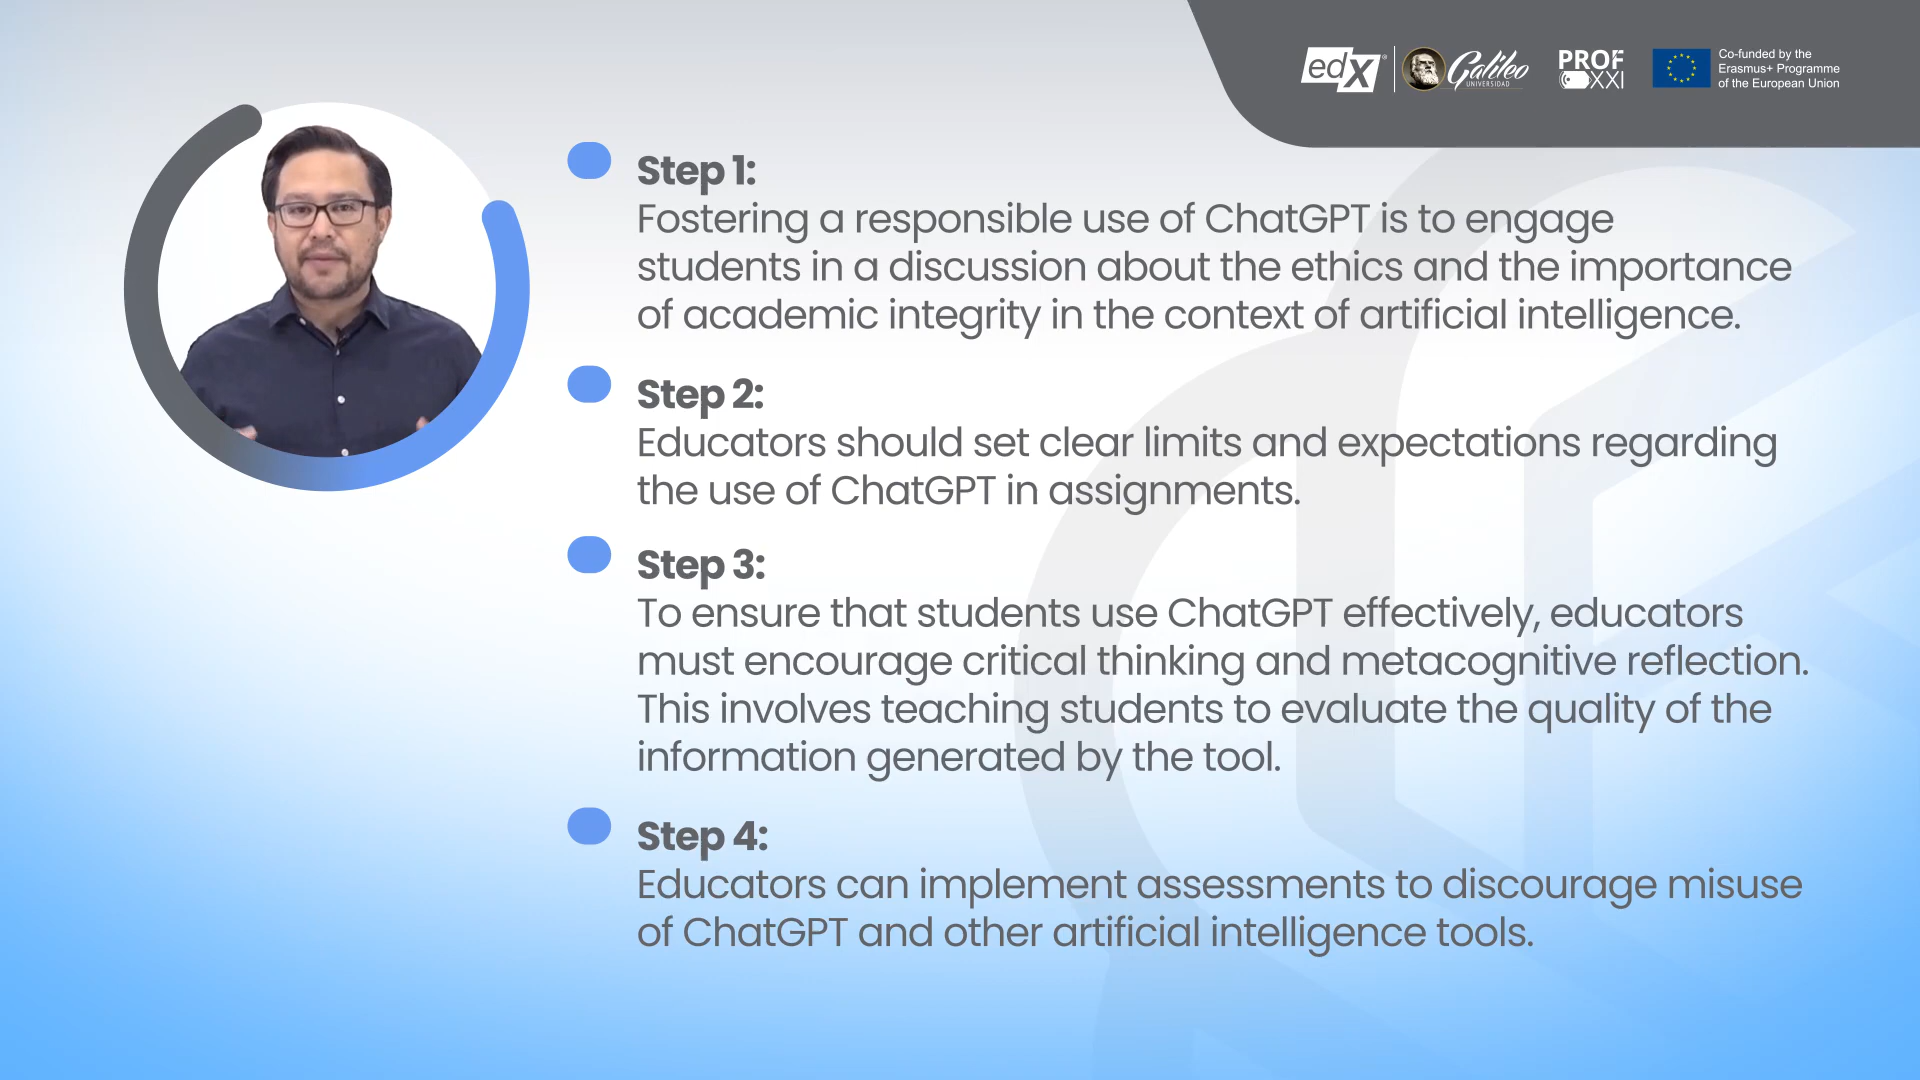 edX
Galileo
UNIVERSIDAD
PROF
XXI
Co-funded by the
Erasmus+ Programme
of the European Union
Step 1:
Fostering a responsible use of ChatGPT is to engage
students in a discussion about the ethics and the importance
of academic integrity in the context of artificial intelligence.
Step 2:
Educators should set clear limits and expectations regarding
the use of ChatGPT in assignments.
Step 3:
To ensure that students use ChatGPT effectively, educators
must encourage critical thinking and metacognitive reflection.
This involves teaching students to evaluate the quality of the
information generated by the tool.
Step 4:
Educators can implement assessments to discourage misuse
of ChatGPT and other artificial intelligence tools.